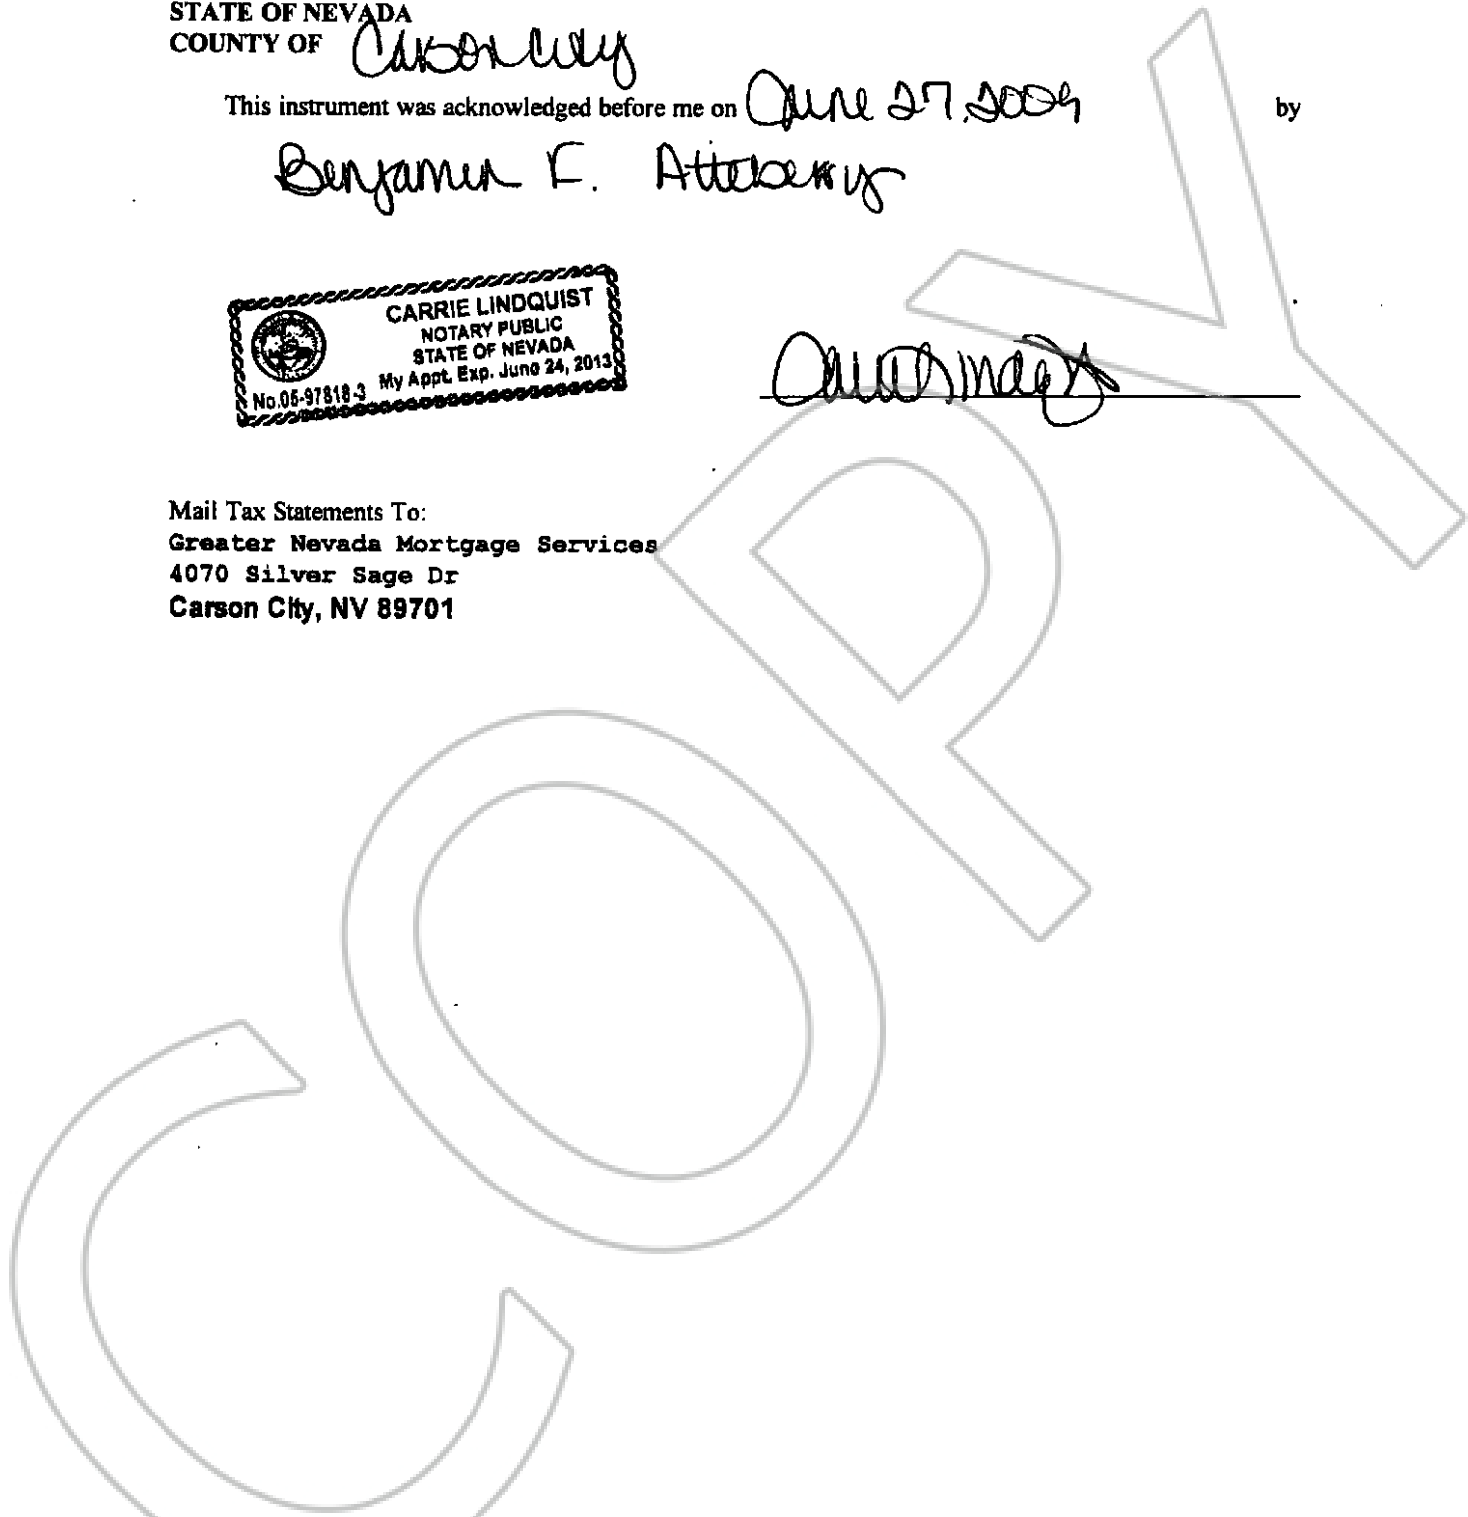 STATE OF NEVADA
COUNTY OF Carson City
This instrument was acknowledged before me on June 27, 2009 by
Benjamin F. Atteberry
CARRIE LINDQUIST
NOTARY PUBLIC
STATE OF NEVADA
My Appt. Exp. June 24, 2013
No.05-97818-3
Mail Tax Statements To:
Greater Nevada Mortgage Services
4070 Silver Sage Dr
Carson City, NV 89701
COPY